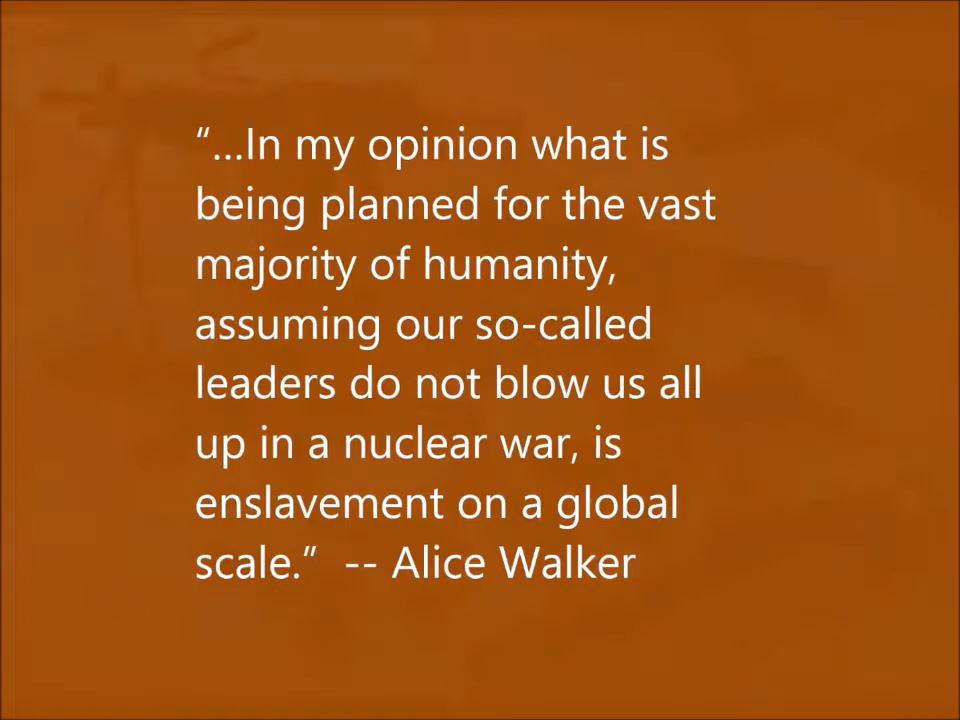 “...In my opinion what is
being planned for the vast
majority of humanity,
assuming our so-called
leaders do not blow us all
up in a nuclear war, is
enslavement on a global
scale.”  -- Alice Walker